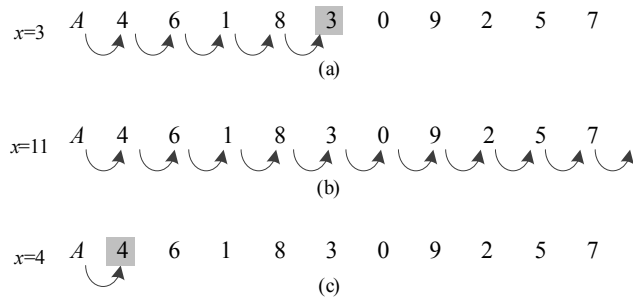 x=3 A 4 6 1 8 3 0 9 2 5 7
(a)
x=11 A 4 6 1 8 3 0 9 2 5 7
(b)
x=4 A 4 6 1 8 3 0 9 2 5 7
(c)